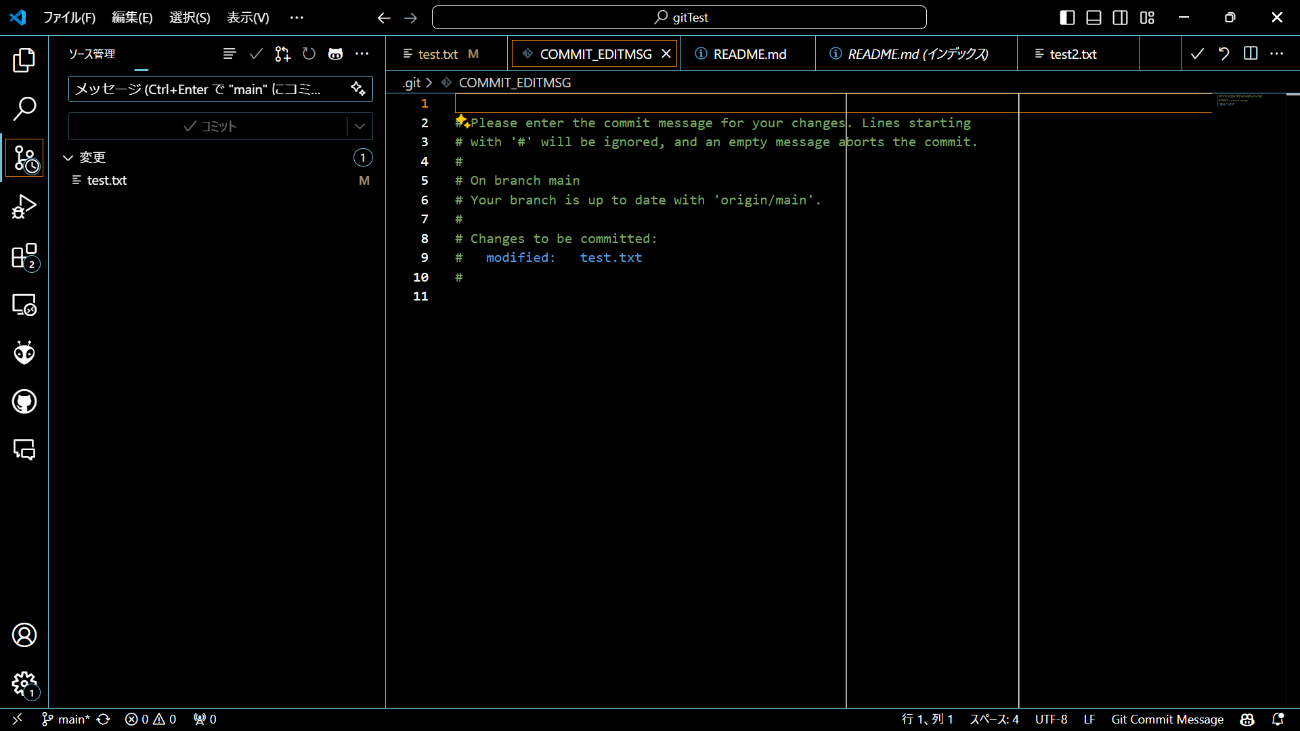 ファイル(F) 編集(E) 選択(S) 表示(V) ··· gitTest
ソース管理
test.txt M COMMIT_EDITMSG README.md README.md (インデックス) test2.txt
.git > COMMIT_EDITMSG
メッセージ (Ctrl+Enter で "main" にコミ...
コミット
変更 1
test.txt M
1
2 # Please enter the commit message for your changes. Lines starting
3 # with '#' will be ignored, and an empty message aborts the commit.
4 #
5 # On branch main
6 # Your branch is up to date with 'origin/main'.
7 #
8 # Changes to be committed:
9 # modified: test.txt
10 #
11
2
1
main* 0 0 0 行 1、列 1 スペース: 4 UTF-8 LF Git Commit Message